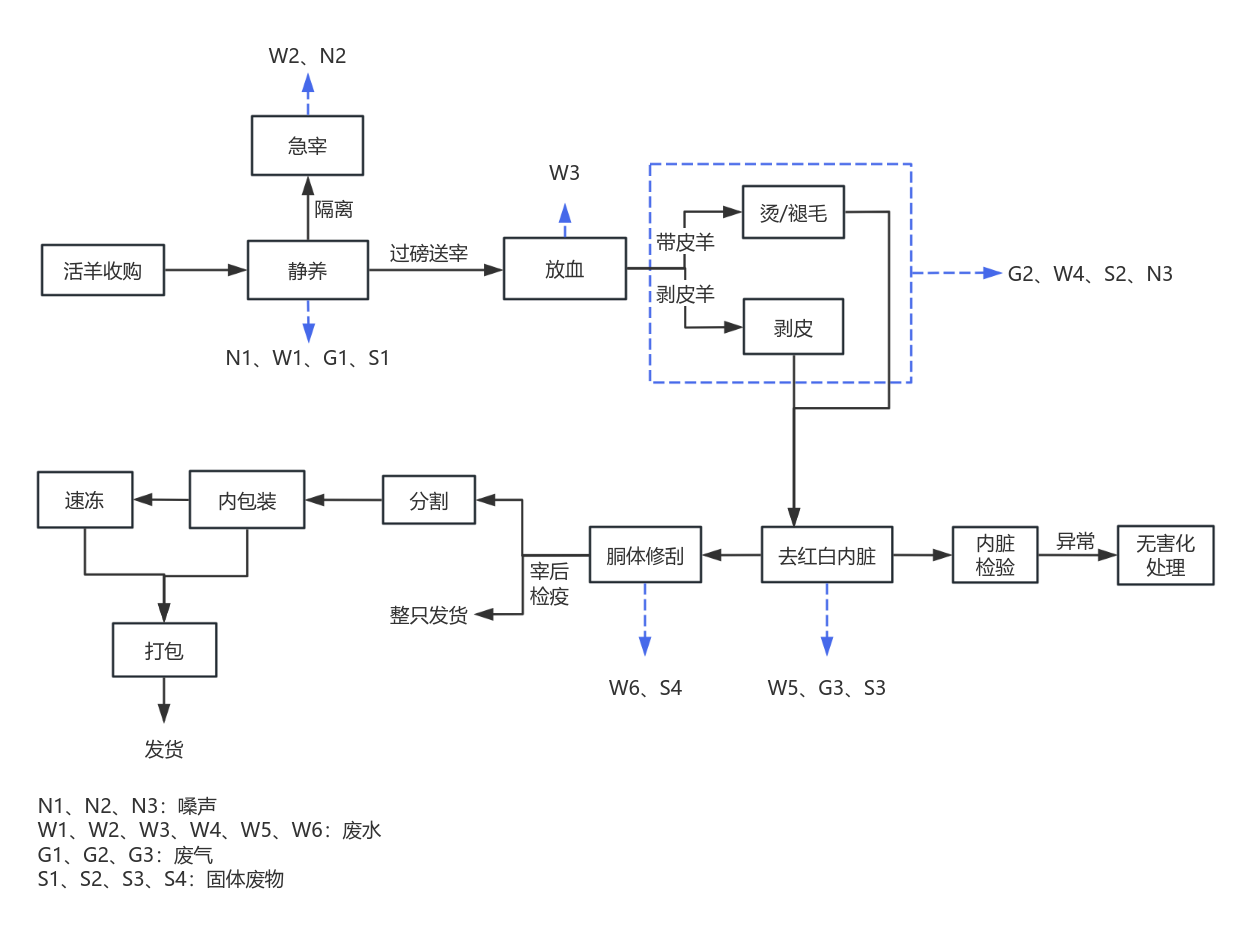 W2、N2
急宰
隔离
W3
烫/褪毛
带皮羊
过磅送宰
活羊收购
静养
放血
G2、W4、S2、N3
剥皮羊
剥皮
N1、W1、G1、S1
速冻
内包装
分割
胴体修刮
去红白内脏
内脏
检验
异常
无害化
处理
宰后
检疫
整只发货
打包
W6、S4
W5、G3、S3
发货
N1、N2、N3：嗓声
W1、W2、W3、W4、W5、W6：废水
G1、G2、G3：废气
S1、S2、S3、S4：固体废物